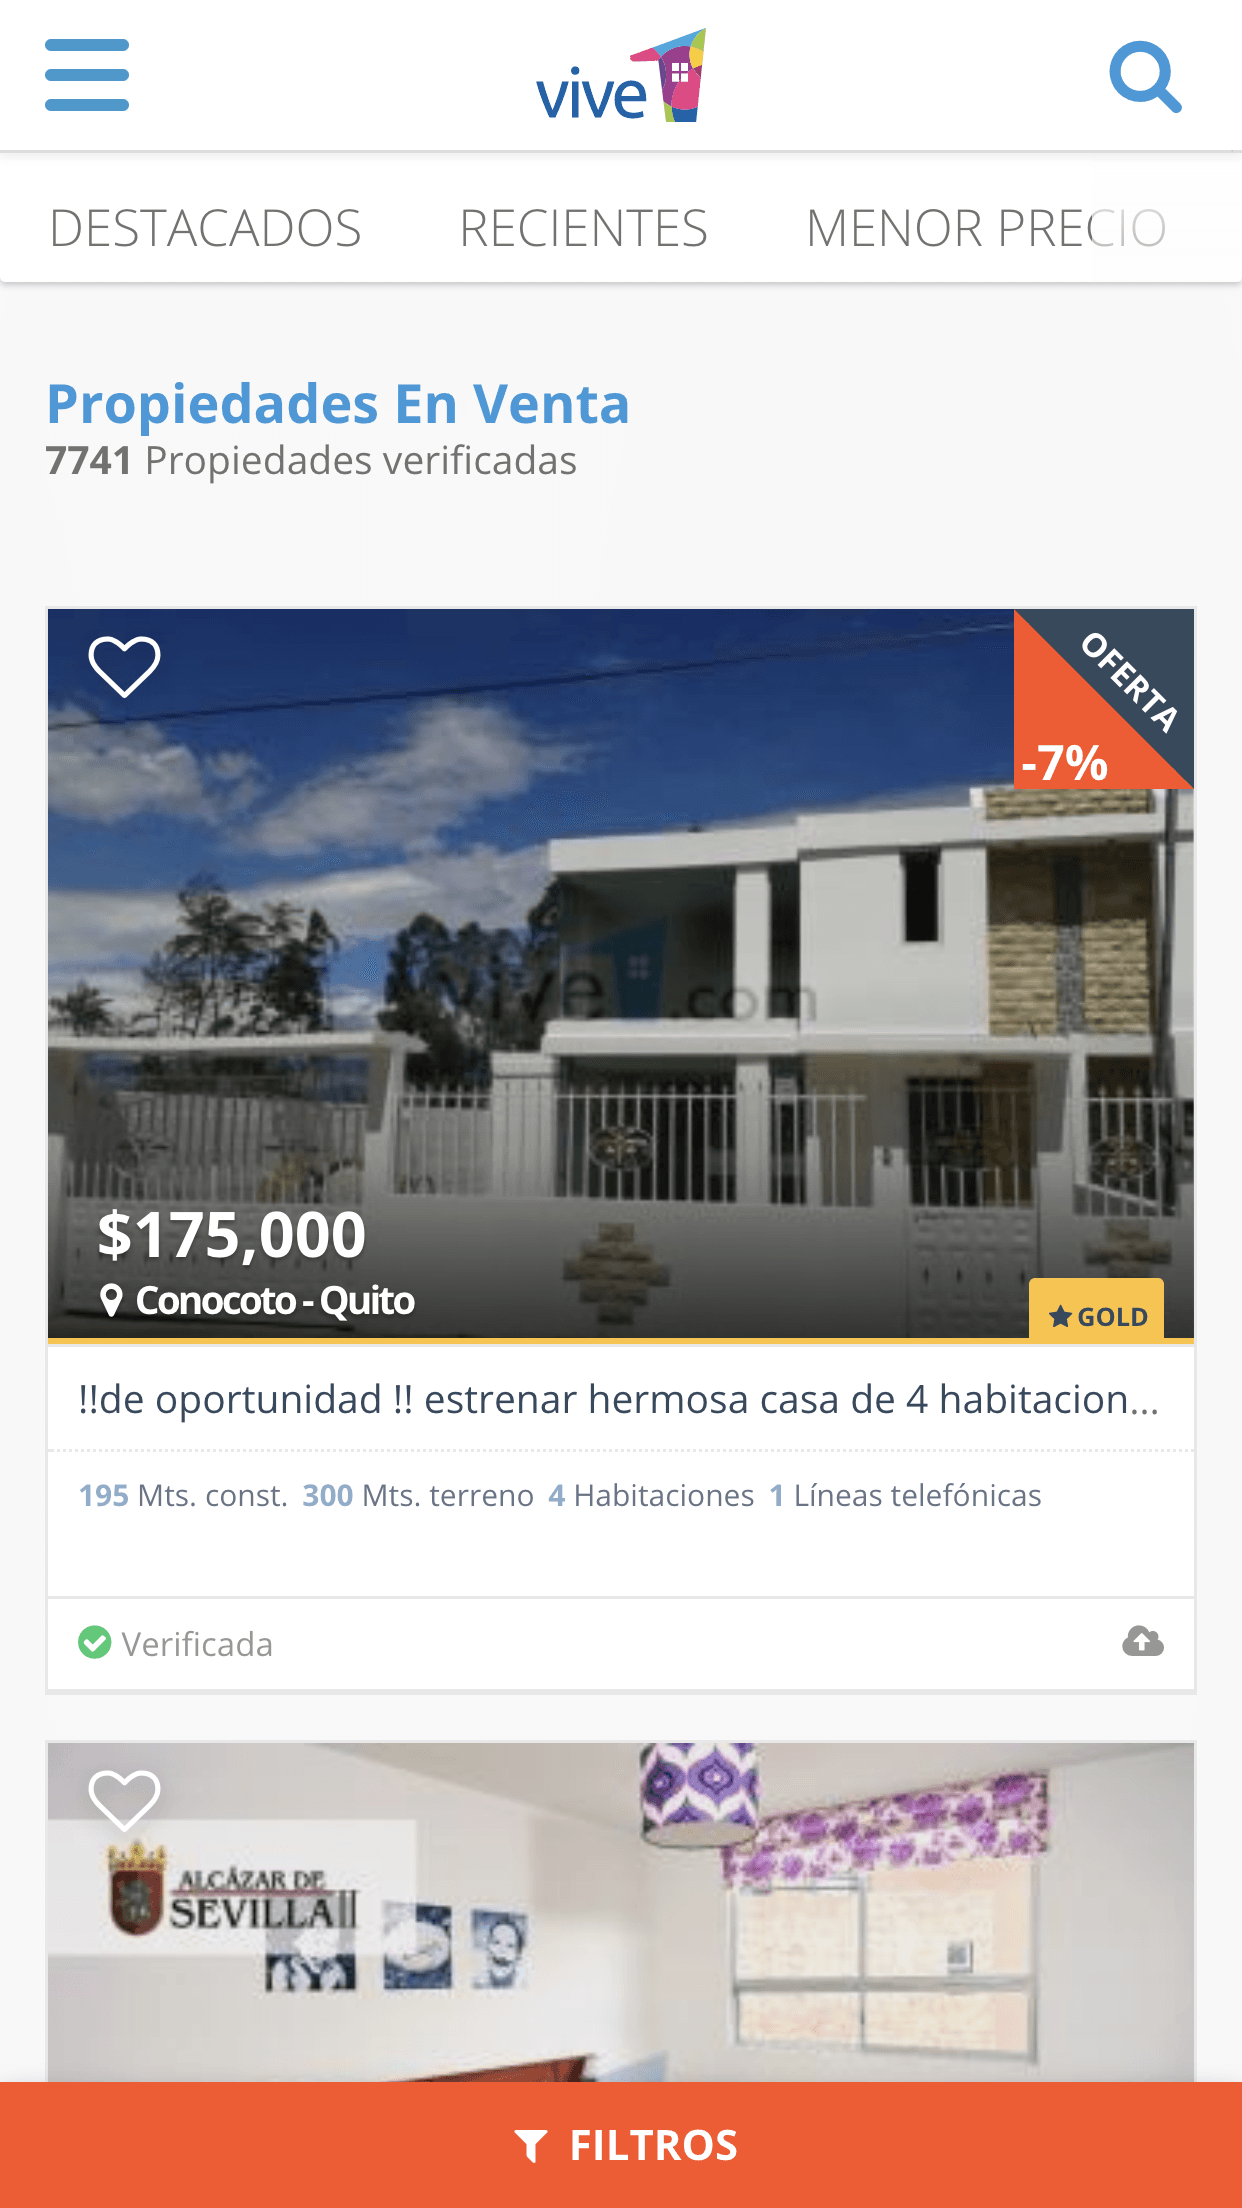 vive
DESTACADOS RECIENTES MENOR PRECIO
Propiedades En Venta
7741 Propiedades verificadas
OFERTA
-7%
vive .com
$175,000
Conocoto - Quito
GOLD
!!de oportunidad !! estrenar hermosa casa de 4 habitacion...
195 Mts. const. 300 Mts. terreno 4 Habitaciones 1 Líneas telefónicas
Verificada
ALCÁZAR DE
SEVILLA II
FILTROS